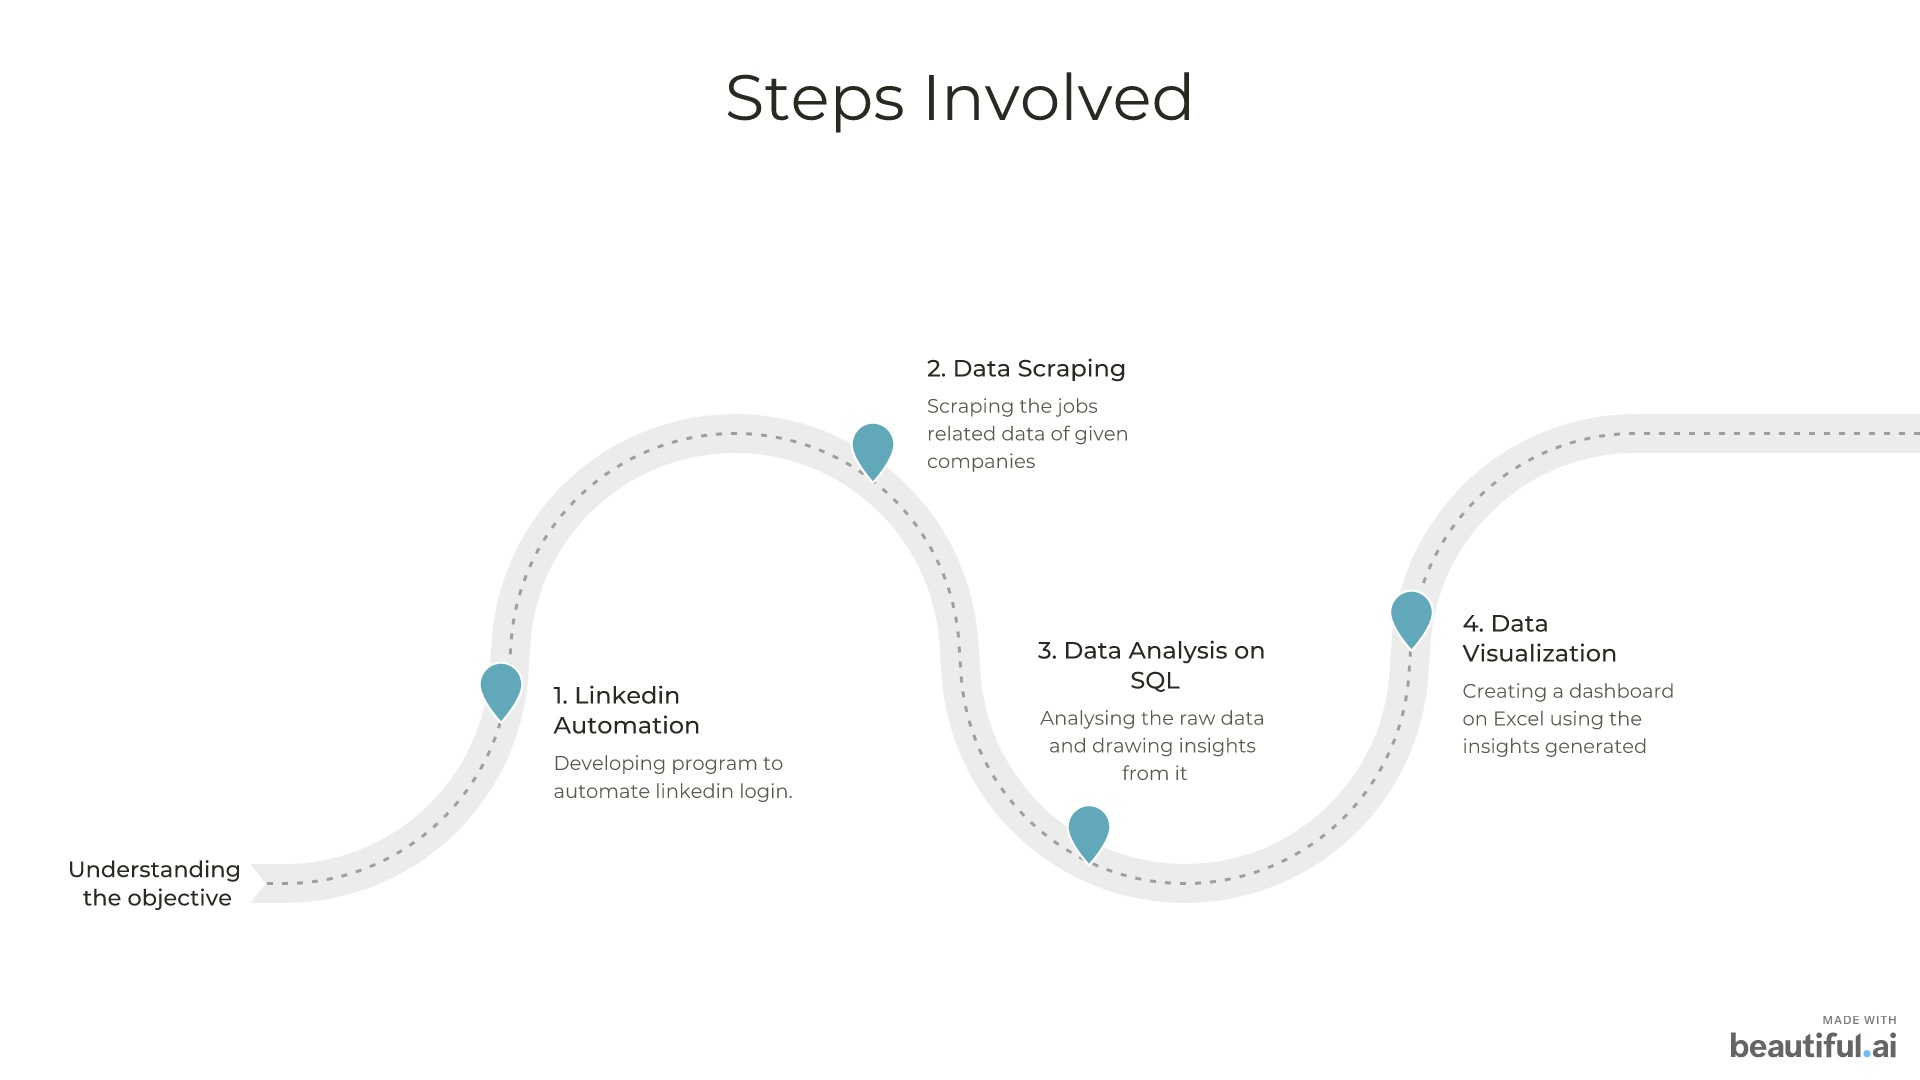 Steps Involved
2. Data Scraping
Scraping the jobs
related data of given
companies
1. Linkedin
Automation
Developing program to
automate linkedin login.
3. Data Analysis on
SQL
Analysing the raw data
and drawing insights
from it
4. Data
Visualization
Creating a dashboard
on Excel using the
insights generated
Understanding
the objective
MADE WITH
beautiful.ai